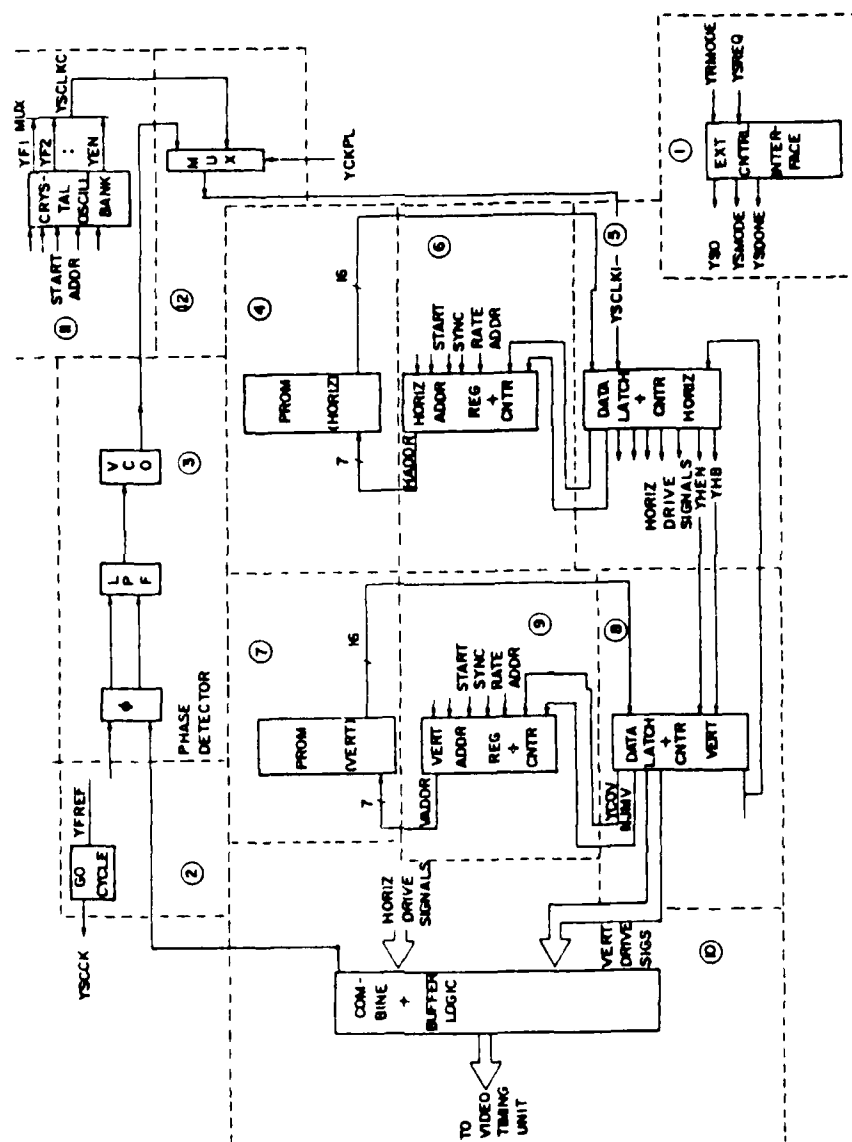 YF1 MUX
YF2
:
YEN
YSCLKC
CRYS-
TAL
OSCILL
BANK
START
ADDR
11
12
M
U
X
YCKPL
V
C
O
3
L
P
F
ϕ
PHASE
DETECTOR
YFREF
GO
CYCLE
YSCCK
2
YRMODE
YSREQ
1
EXT
CNTRL
INTER-
FACE
YSO
YSMODE
YSDONE
4
16
PROM
(HORIZ)
7
HADDR
6
START
SYNC
RATE
ADDR
HORIZ
ADDR
REG
+
CNTR
5
YSCLKI
DATA
LATCH
+
CNTR
HORIZ
HORIZ
DRIVE
SIGNALS
YHEN
YHB
7
16
PROM
(VERT)
7
VADDR
9
START
SYNC
RATE
ADDR
VERT
ADDR
REG
+
CNTR
8
DATA
LATCH
+
CNTR
VERT
YCOV
NJMV
HORIZ
DRIVE
SIGNALS
VERT
DRIVE
SIGS
10
COM-
BINE
+
BUFFER
LOGIC
TO
VIDEO
TIMING
UNIT